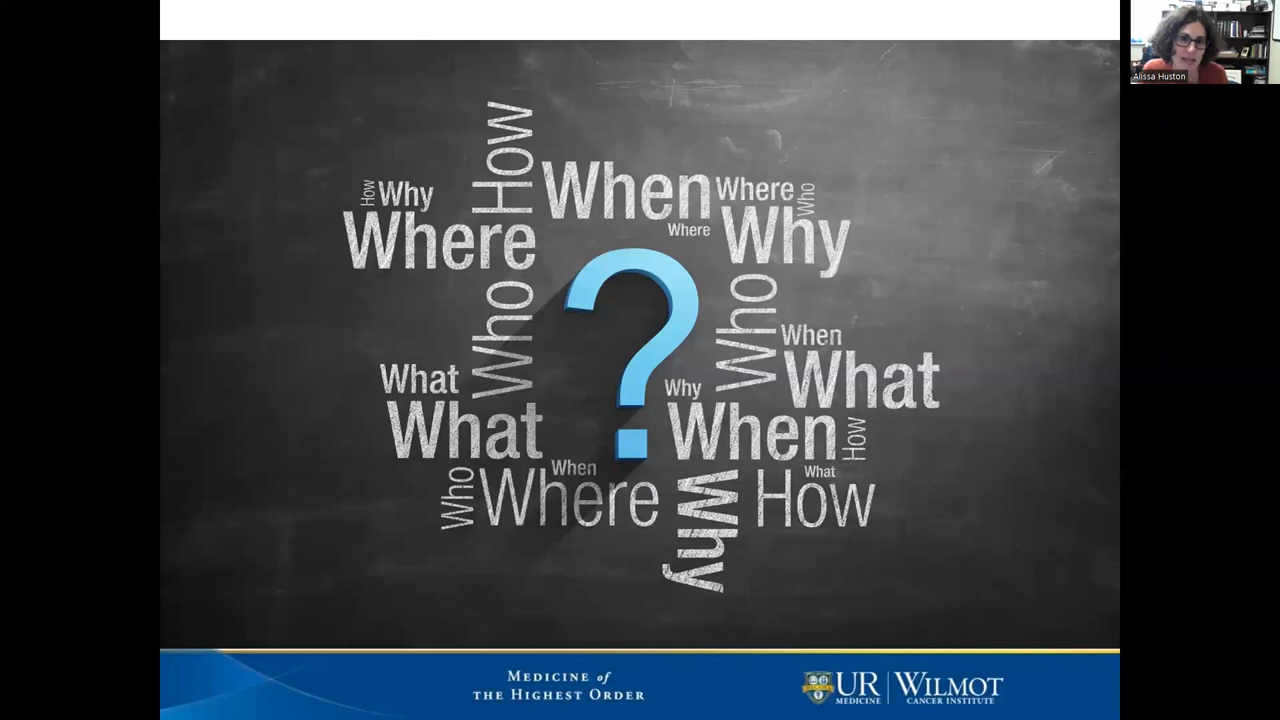 How
How
Why
When
Where
Who
Where
Where
Why
Who
Who
When
What
What
Why
What
When
How
Who
When
Where
Why
What
How
MEDICINE of
THE HIGHEST ORDER
UR
MEDICINE
WILMOT
CANCER INSTITUTE
Alissa Huston